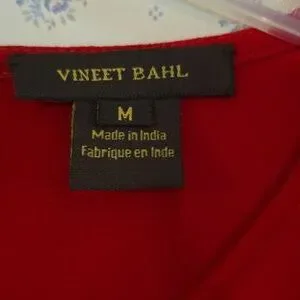 VINEET BAHL
M
Made in India
Fabrique en Inde